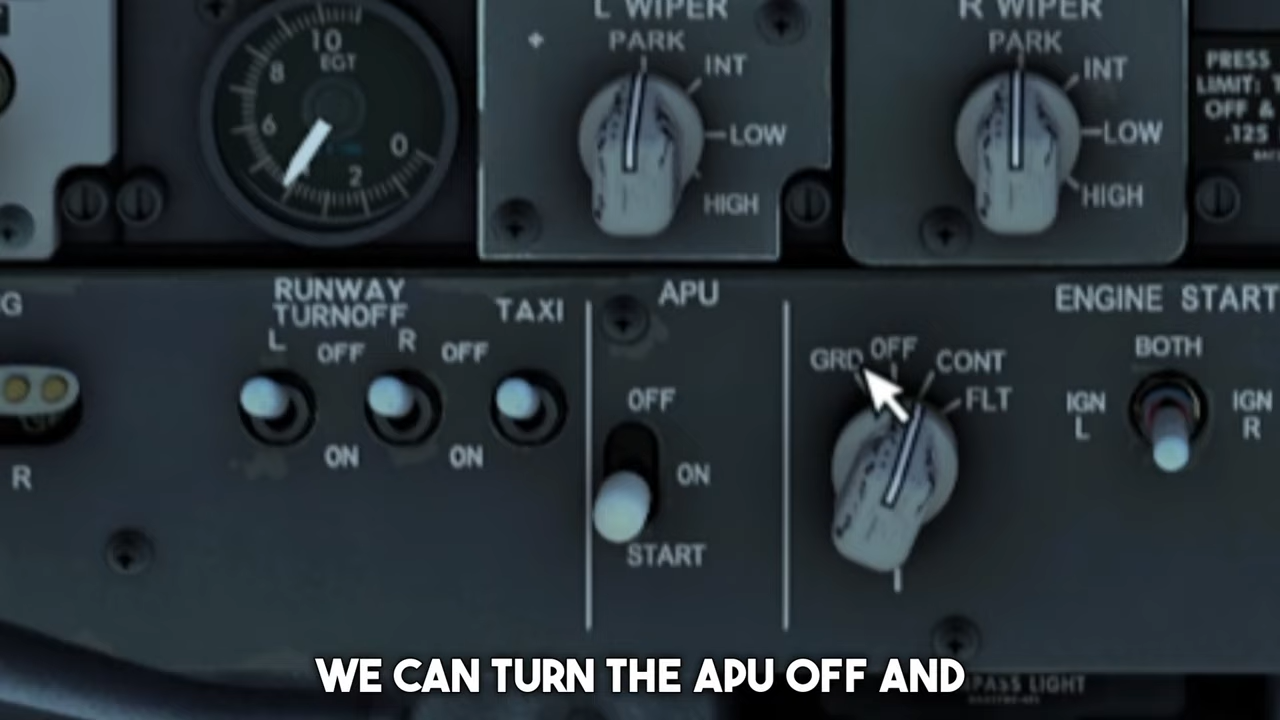 L WIPER
R WIPER
PARK
INT
LOW
HIGH
PARK
INT
LOW
HIGH
10
EGT
8
6
2
0
PRESS
LIMIT:
OFF &
.125
RUNWAY
TURNOFF
L
OFF
R
OFF
ON
ON
TAXI
APU
OFF
ON
START
GRD
OFF
CONT
FLT
ENGINE START
BOTH
IGN
L
IGN
R
G
R
WE CAN TURN THE APU OFF AND
PASS LIGHT